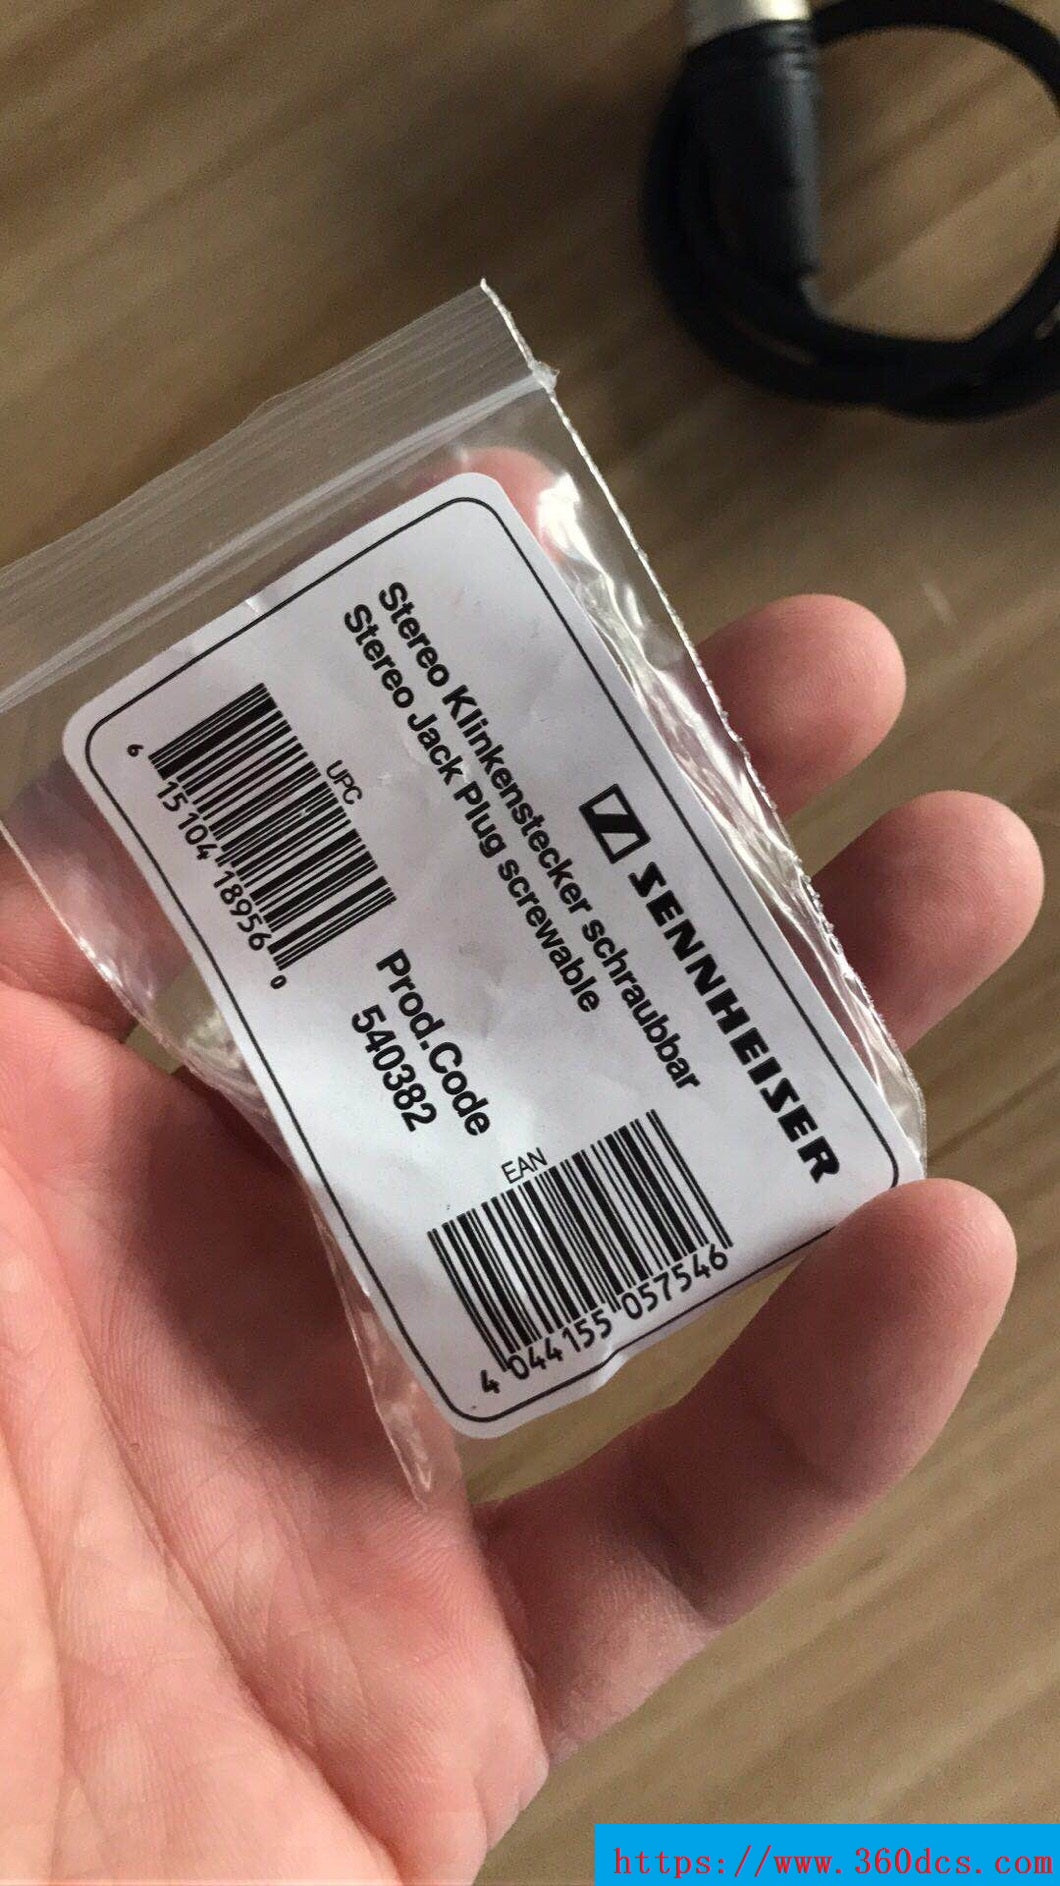 SENNHEISER
Stereo Klinkenstecker schraubbar
Stereo Jack Plug screwable
UPC
6 15104 18956 0
Prod.Code
540382
EAN
4 044155 057546
https://www.360dcs.com